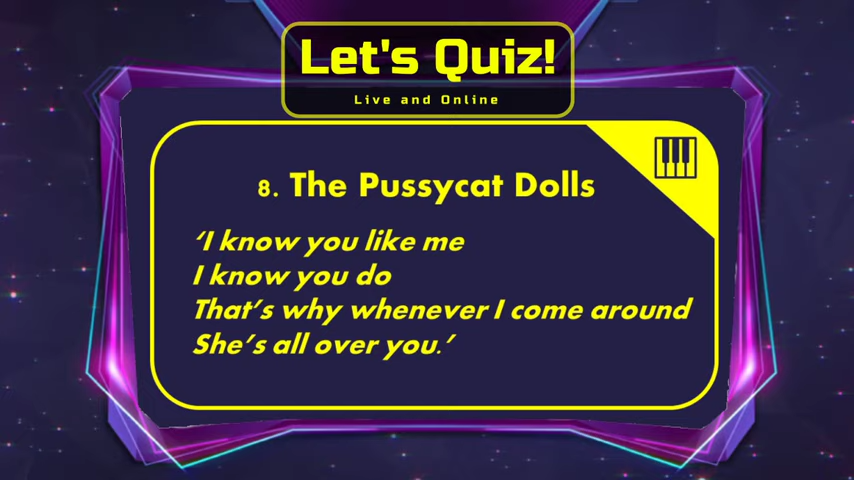 Let's Quiz!
Live and Online
8. The Pussycat Dolls
‘I know you like me
I know you do
That’s why whenever I come around
She’s all over you.’